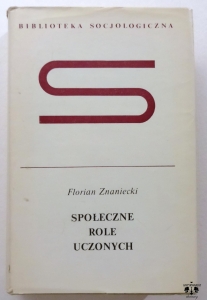 BIBLIOTEKA SOCJOLOGICZNA
S
Florian Znaniecki
SPOŁECZNE
ROLE
UCZONYCH